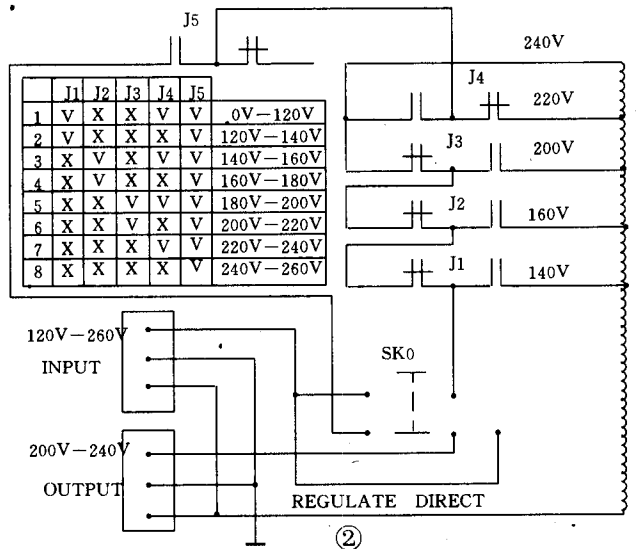 J5
240V
J4
220V
J3
200V
J2
160V
J1
140V
J1 J2 J3 J4 J5
1 V X X V V 0V-120V
2 V X X X V 120V-140V
3 X V X V V 140V-160V
4 X V X X V 160V-180V
5 X X V V V 180V-200V
6 X X V X V 200V-220V
7 X X X V V 220V-240V
8 X X X X V 240V-260V
120V-260V
INPUT
SK0
200V-240V
OUTPUT
REGULATE DIRECT
②